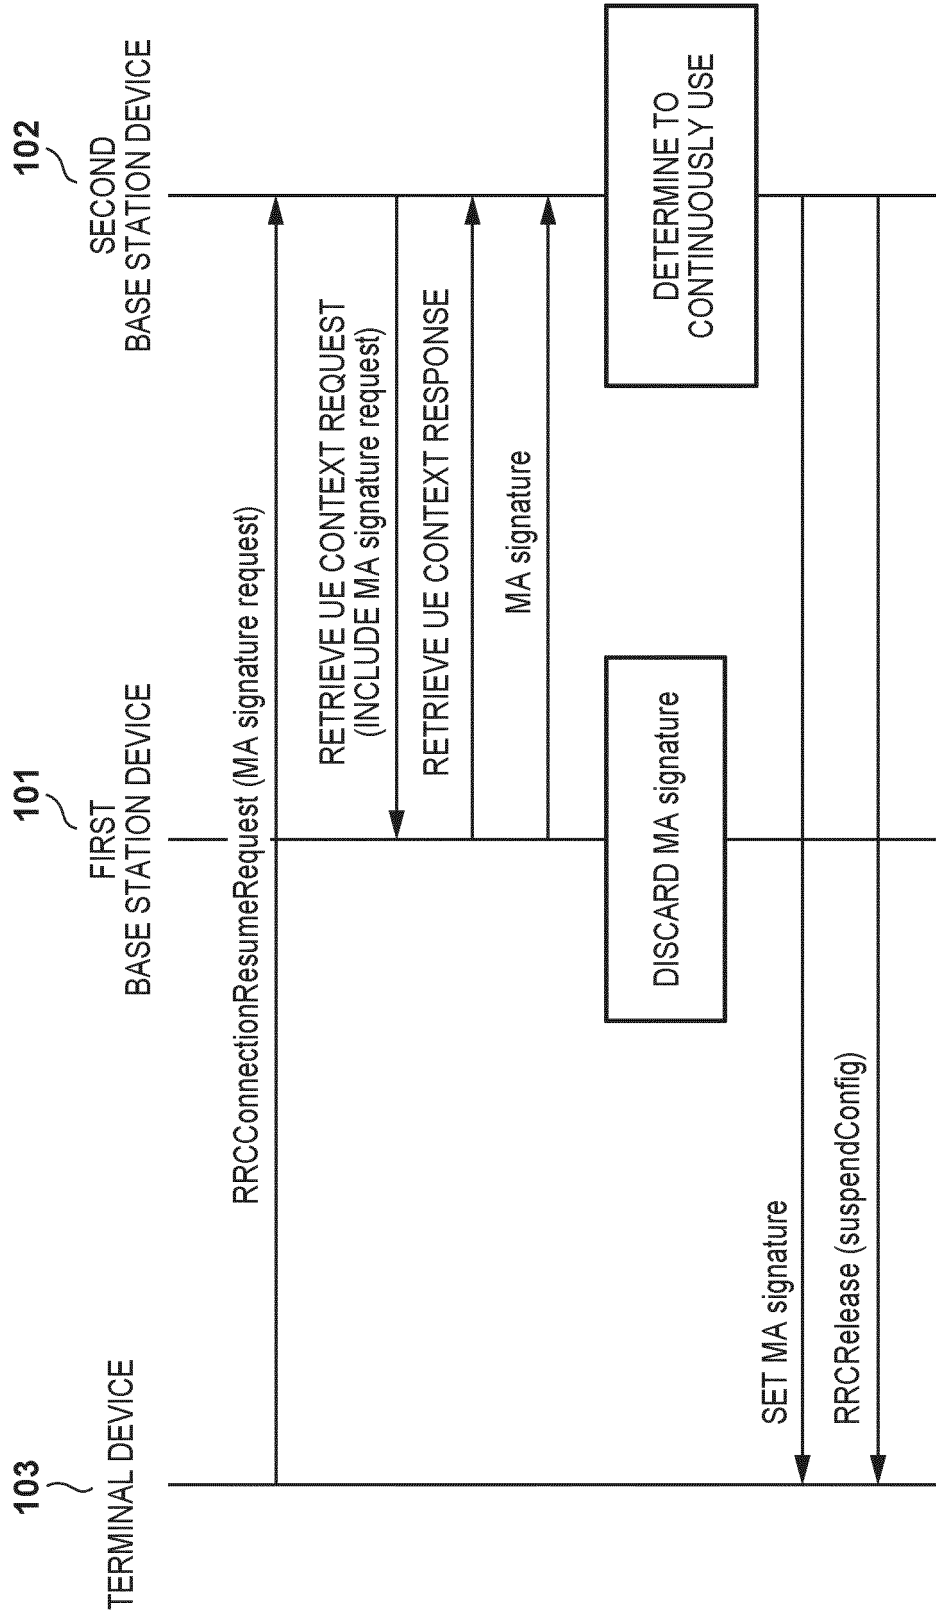 103
TERMINAL DEVICE
101
FIRST
BASE STATION DEVICE
102
SECOND
BASE STATION DEVICE
RRCConnectionResumeRequest (MA signature request)
RETRIEVE UE CONTEXT REQUEST
(INCLUDE MA signature request)
RETRIEVE UE CONTEXT RESPONSE
MA signature
DISCARD MA signature
DETERMINE TO
CONTINUOUSLY USE
SET MA signature
RRCRelease (suspendConfig)